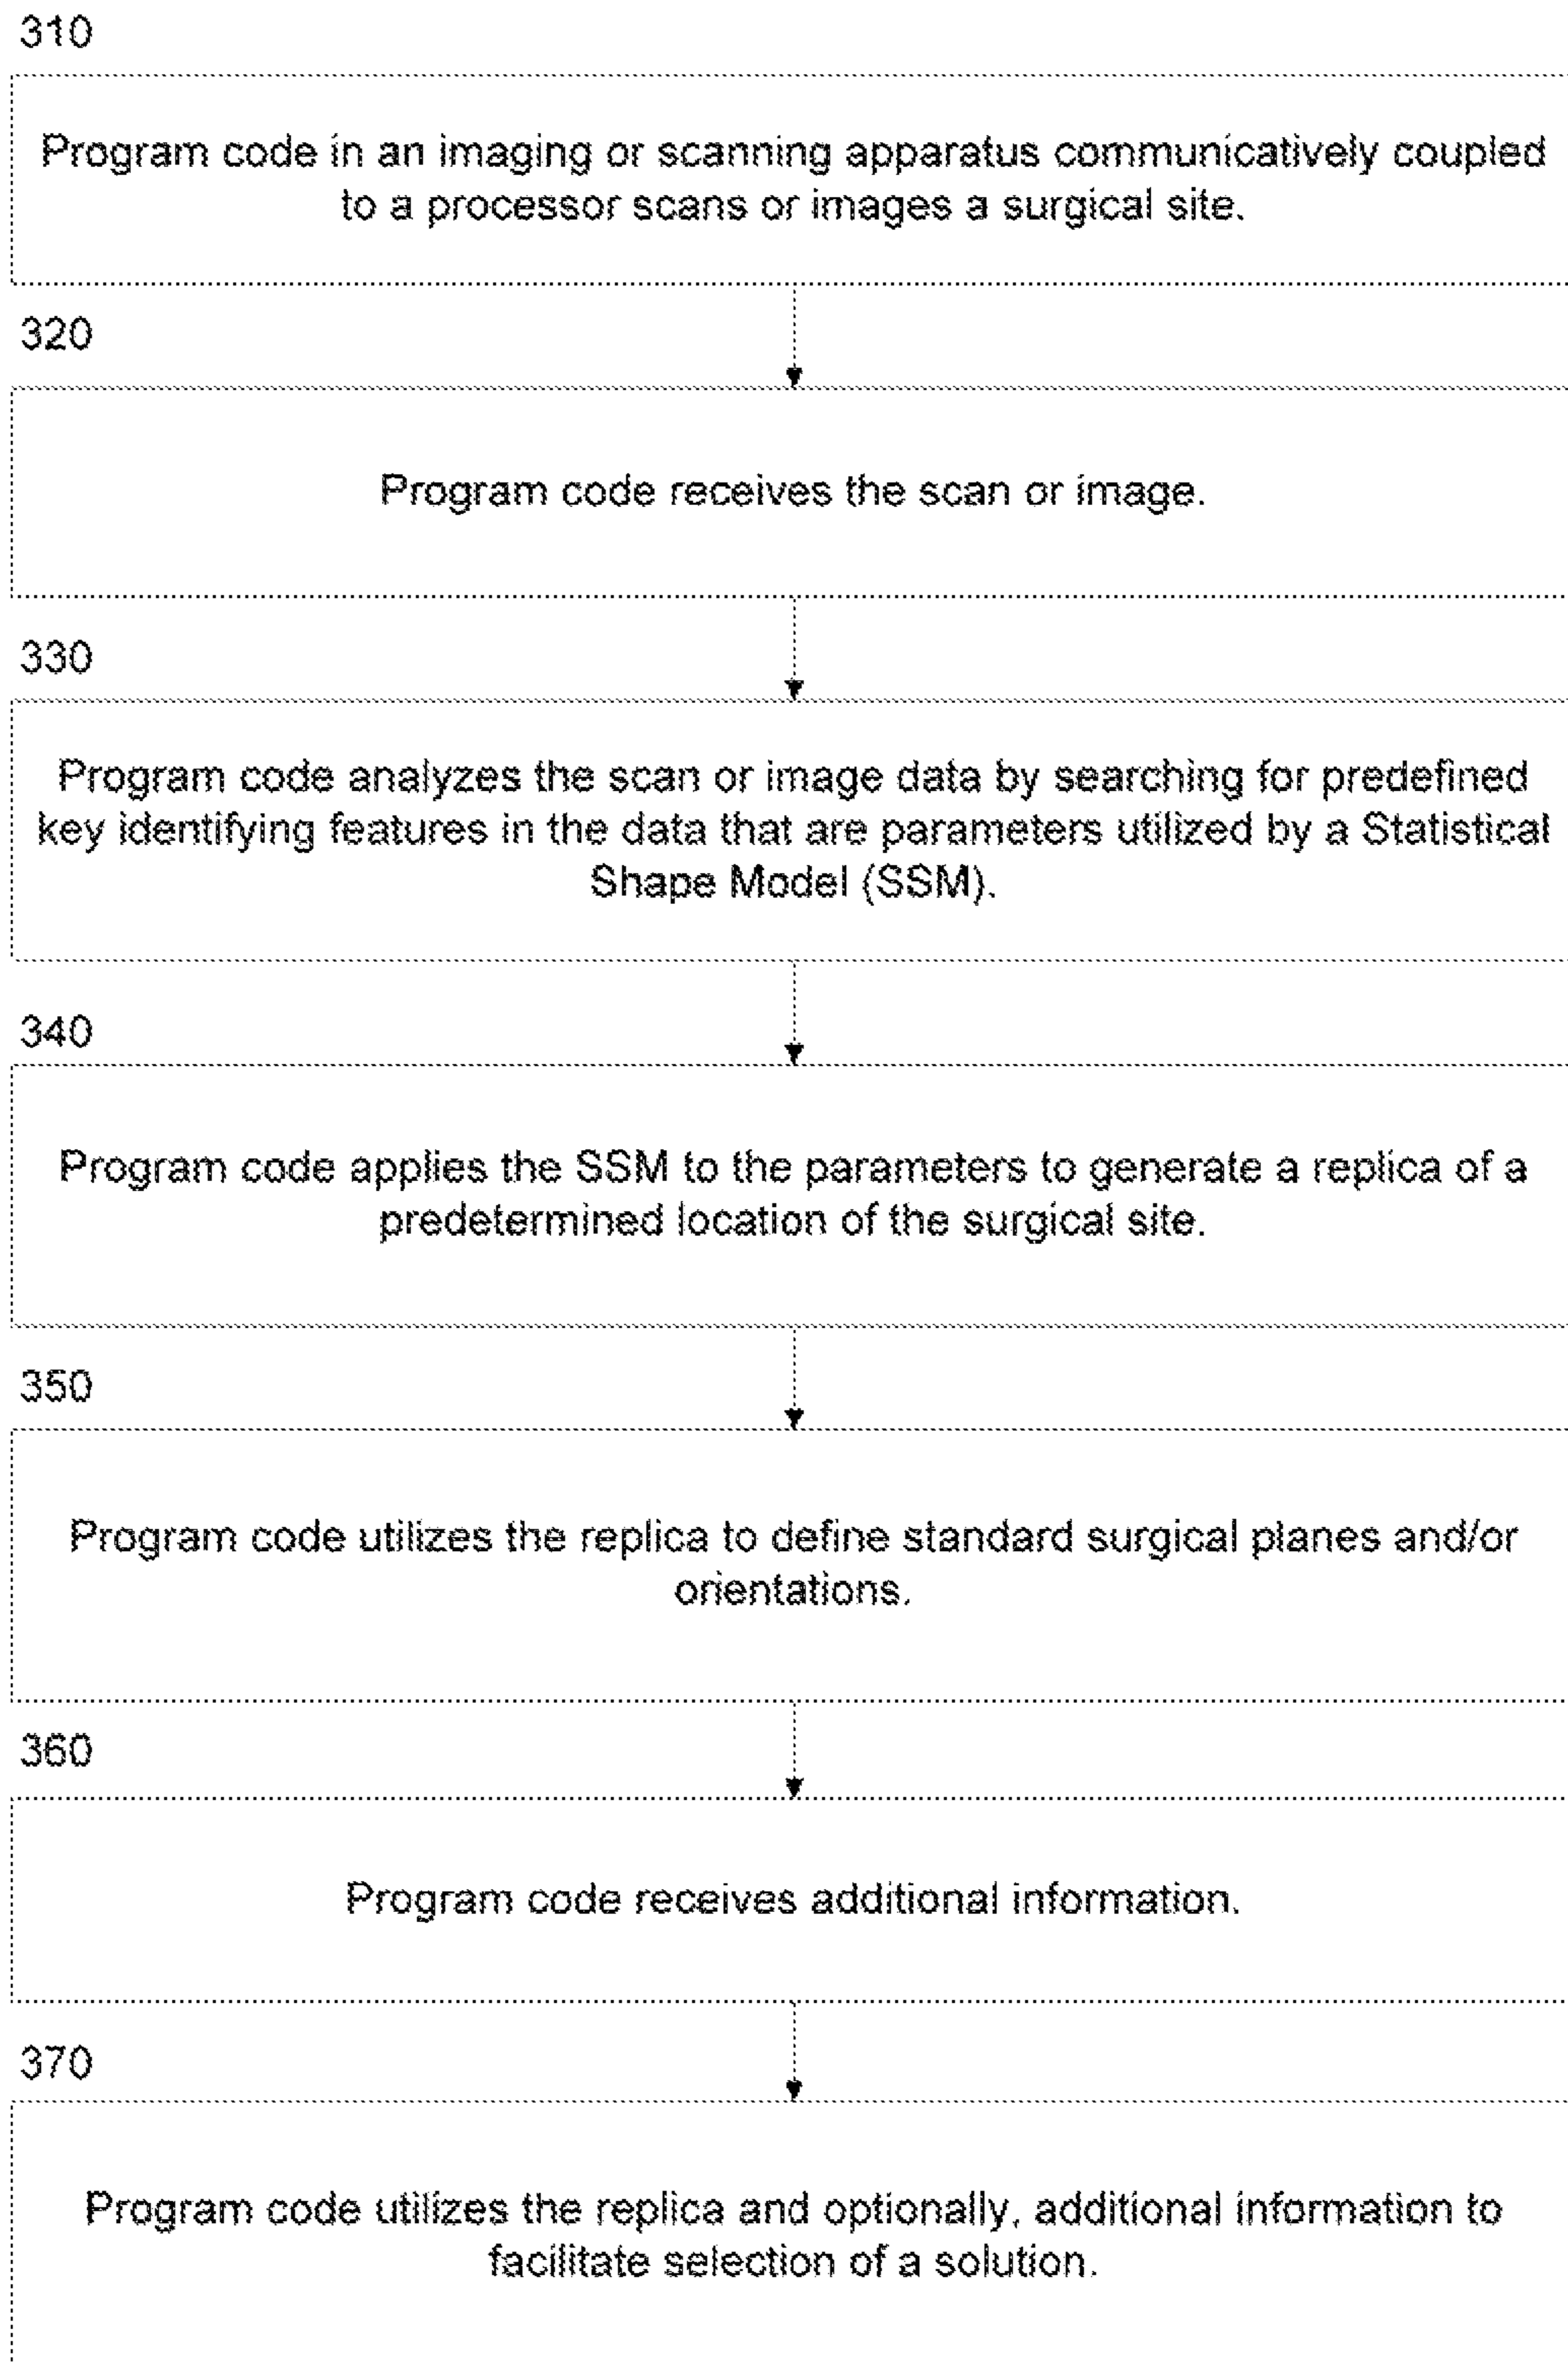 310
Program code in an imaging or scanning apparatus communicatively coupled
to a processor scans or images a surgical site.
320
Program code receives the scan or image.
330
Program code analyzes the scan or image data by searching for predefined
key identifying features in the data that are parameters utilized by a Statistical
Shape Model (SSM).
340
Program code applies the SSM to the parameters to generate a replica of a
predetermined location of the surgical site.
350
Program code utilizes the replica to define standard surgical planes and/or
orientations.
360
Program code receives additional information.
370
Program code utilizes the replica and optionally, additional information to
facilitate selection of a solution.